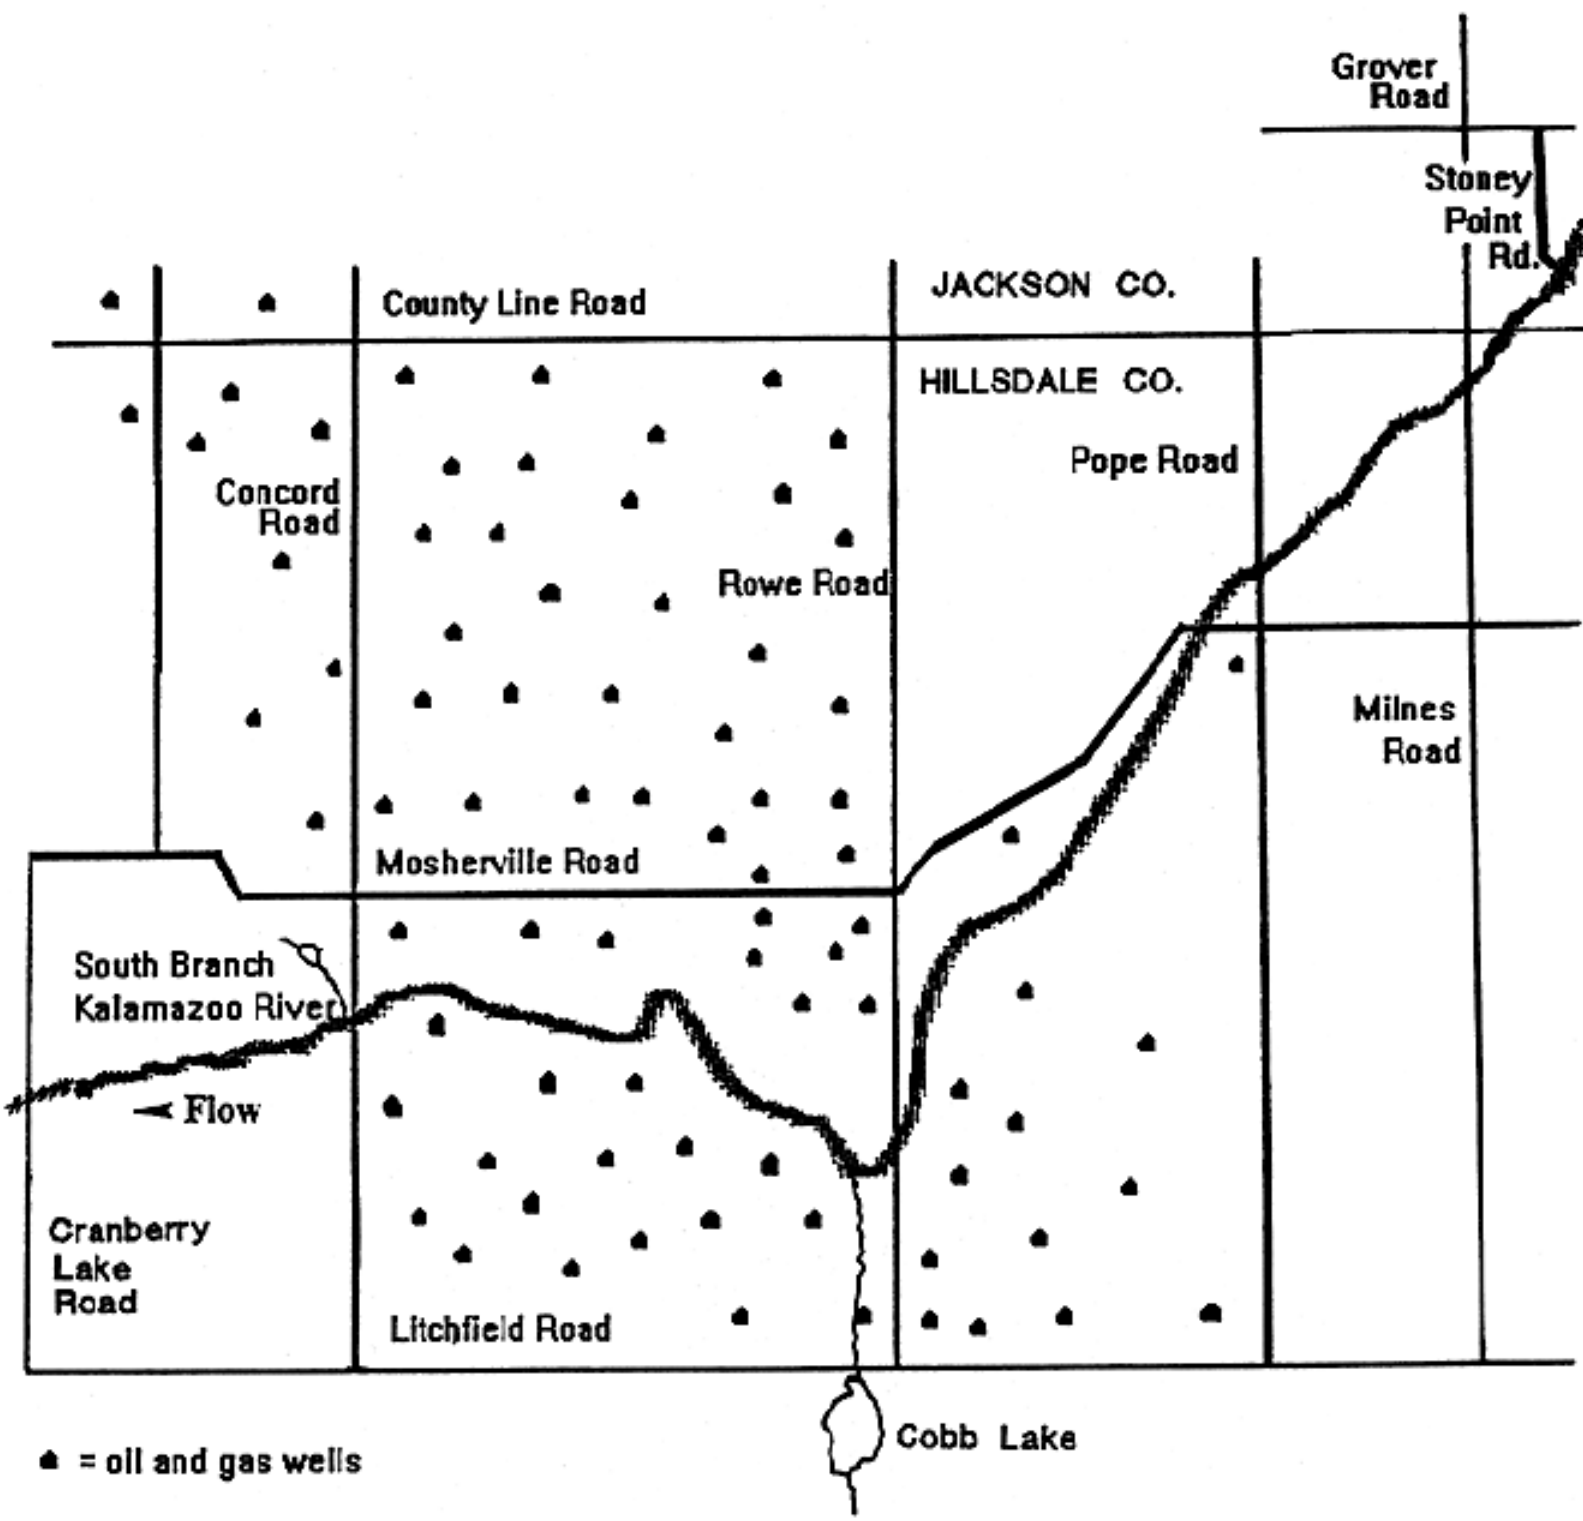 Grover
Road
Stoney
Point
Rd.
JACKSON CO.
County Line Road
HILLSDALE CO.
Pope Road
Concord
Road
Rowe Road
Milnes
Road
Mosherville Road
South Branch
Kalamazoo River
Flow
Cranberry
Lake
Road
Litchfield Road
Cobb Lake
= oil and gas wells